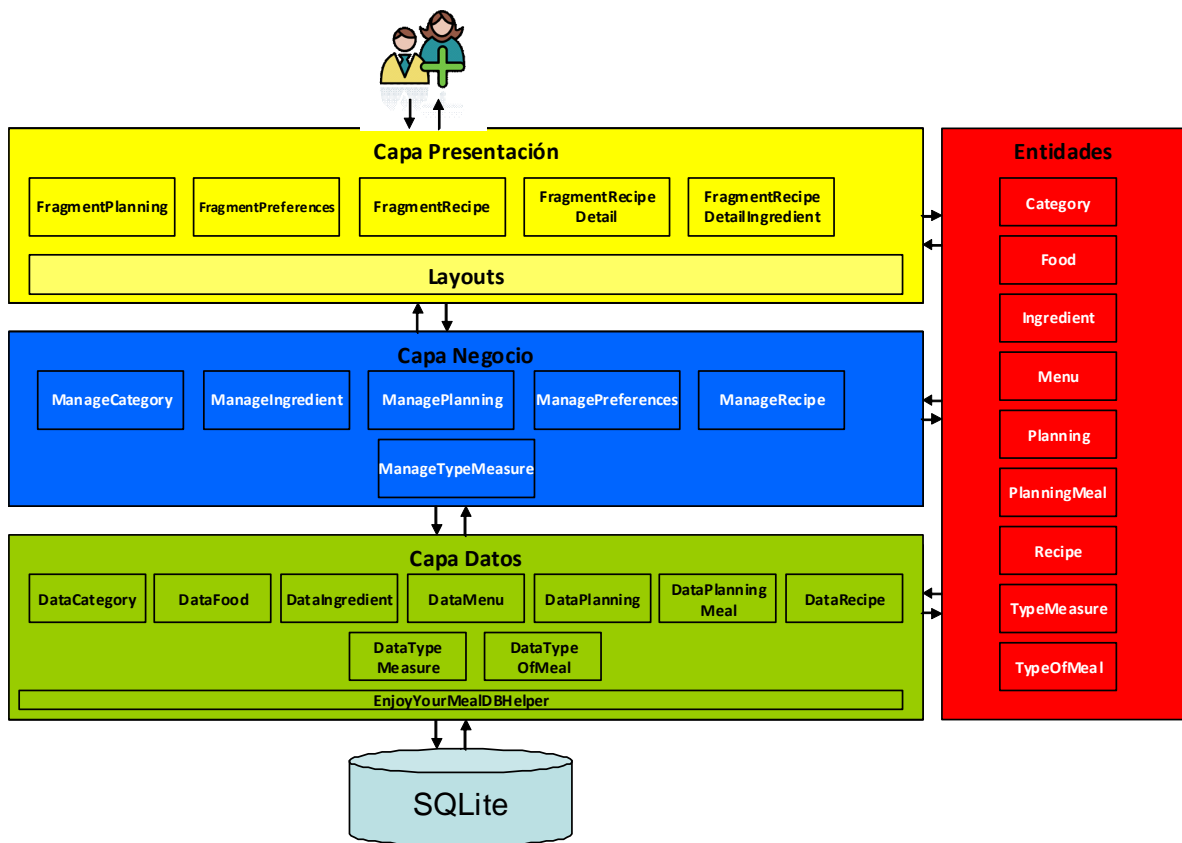 Capa Presentación
FragmentPlanning
FragmentPreferences
FragmentRecipe
FragmentRecipe
Detail
FragmentRecipe
DetailIngredient
Layouts
Capa Negocio
ManageCategory
ManageIngredient
ManagePlanning
ManagePreferences
ManageRecipe
ManageTypeMeasure
Capa Datos
DataCategory
DataFood
DataIngredient
DataMenu
DataPlanning
DataPlanning
Meal
DataRecipe
DataType
Measure
DataType
OfMeal
EnjoyYourMealDBHelper
SQLite
Entidades
Category
Food
Ingredient
Menu
Planning
PlanningMeal
Recipe
TypeMeasure
TypeOfMeal